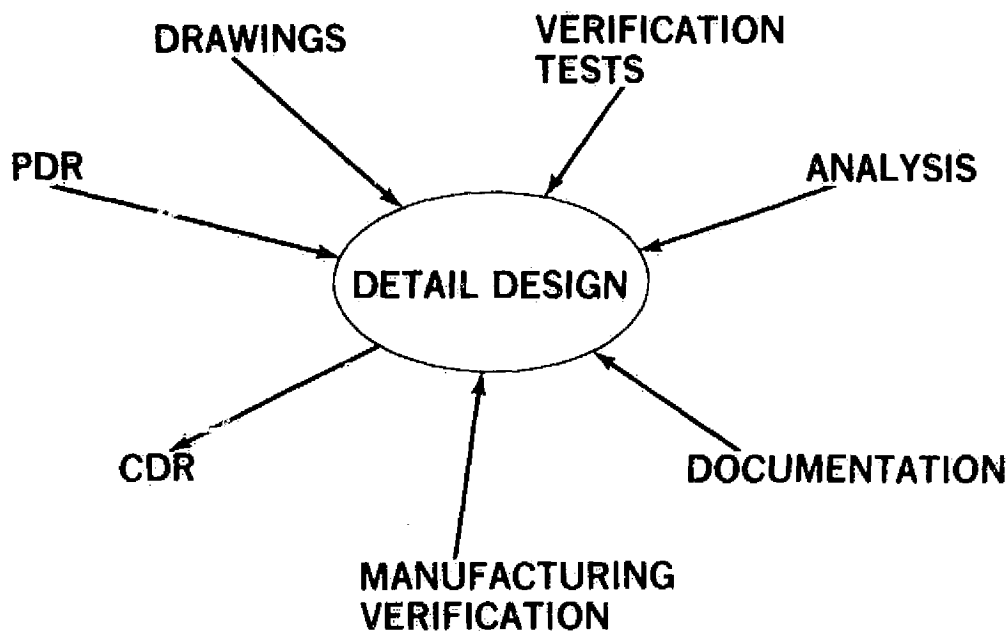 DRAWINGS
VERIFICATION
TESTS
PDR
ANALYSIS
DETAIL DESIGN
CDR
DOCUMENTATION
MANUFACTURING
VERIFICATION